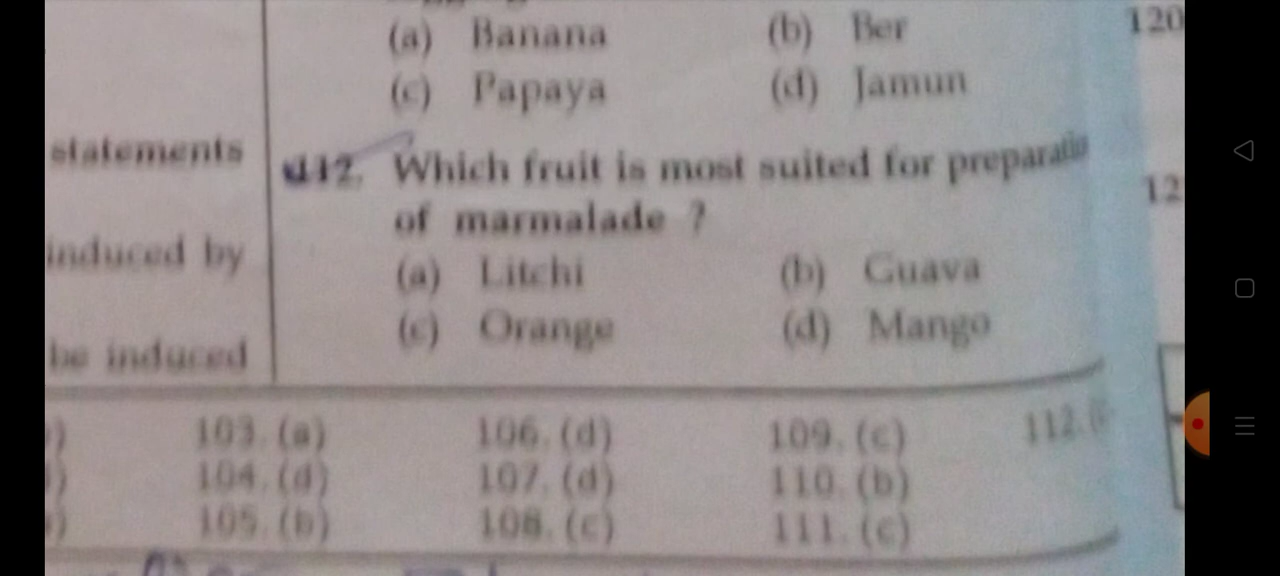 (a) Banana (b) Ber
(c) Papaya (d) Jamun
120
statements
induced by
be induced
112. Which fruit is most suited for
of marmalade ?
(a) Litchi (b) Guava
(c) Orange (d) Mango
12
103. (a) 106. (d) 109. (c) 112.
104. (d) 107. (d) 110. (b)
105. (b) 108. (c) 111. (c)